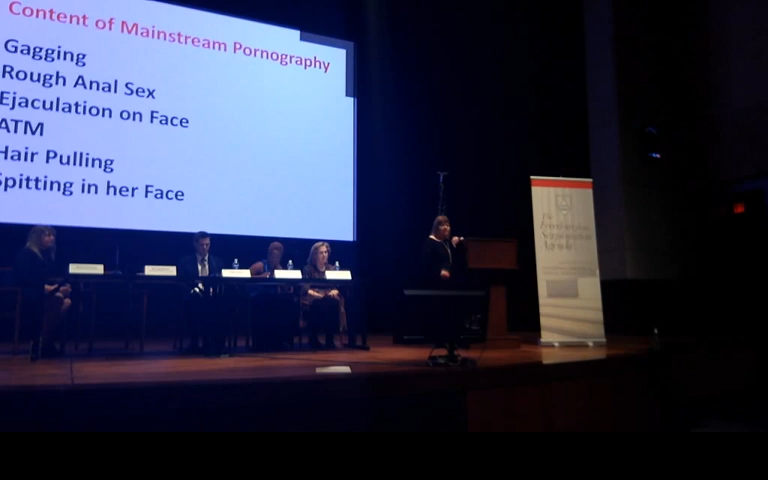 Content of Mainstream Pornography
Gagging
Rough Anal Sex
Ejaculation on Face
ATM
Hair Pulling
Spitting in her Face